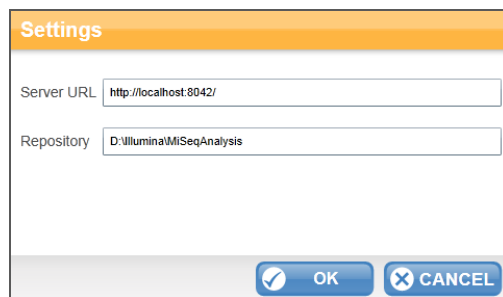 Settings
Server URL http://localhost:8042/
Repository D:\Illumina\MiSeqAnalysis
OK CANCEL